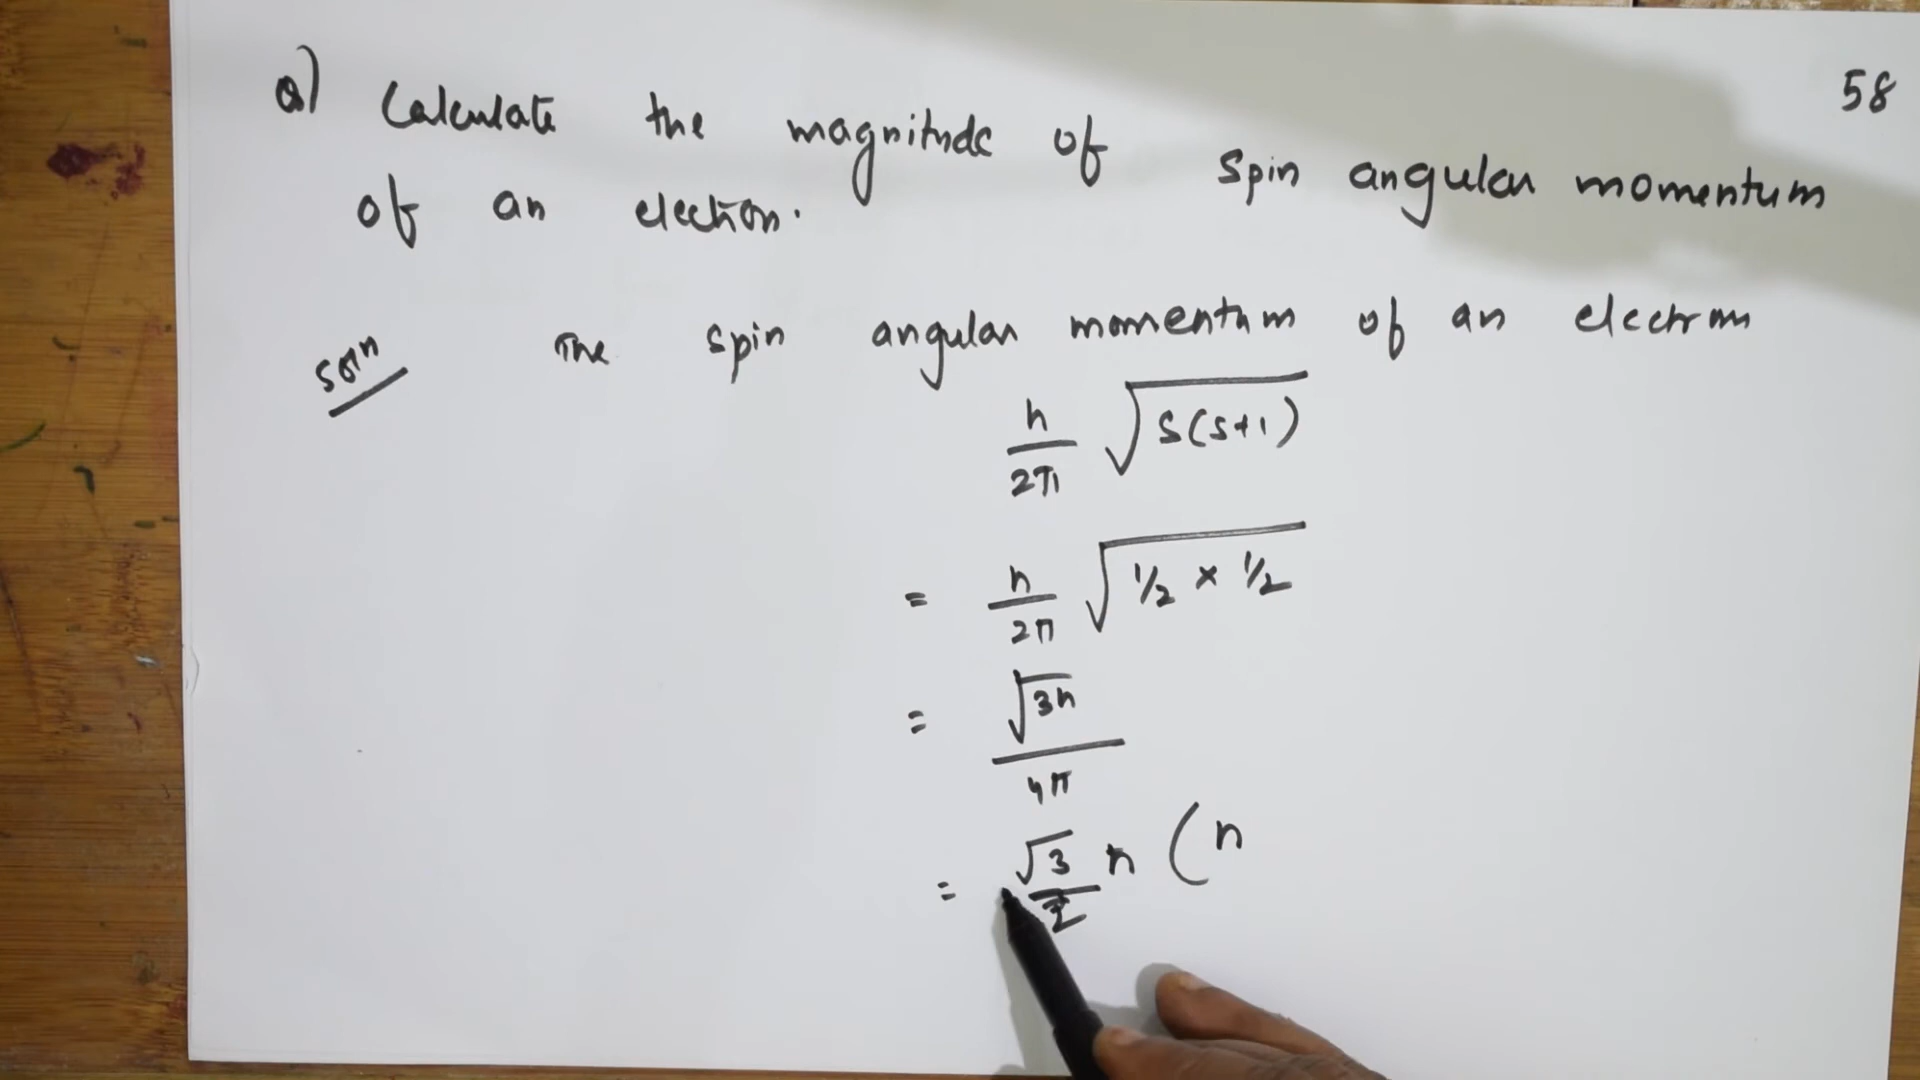 58
Q) Calculate the magnitude of spin angular momentum
of an electron.
Soln The spin angular momentum of an electron
h/2π √s(s+1)
= h/2π √1/2 × 1/2
= √3h/4π
= √3/2 ħ (h